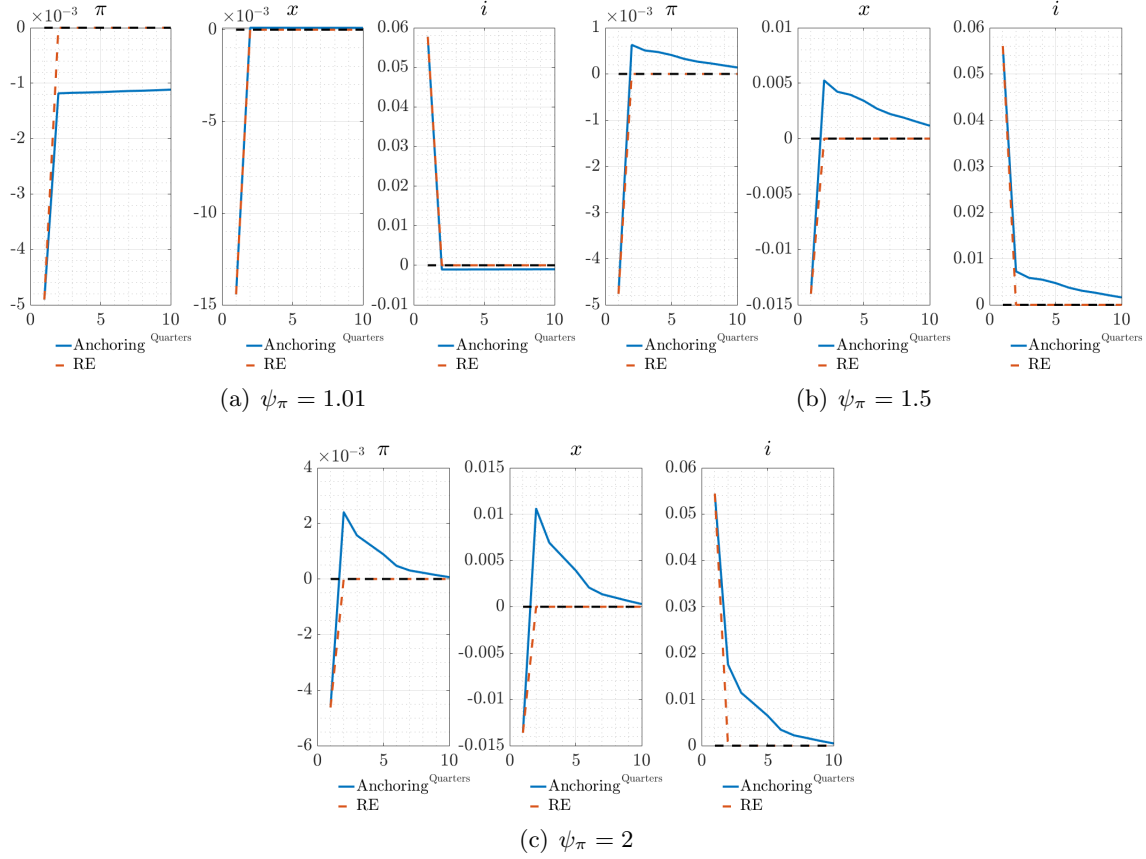 π x i π x i
×10⁻³ ×10⁻³ 0.06 ×10⁻³ 0.01 0.06
0 0 1
0.05 0.05
-1 0 0.005
0.04 0.04
-5 -1
-2 0.03 0 0.03
0.02 -2
-3 0.02
-10 0.01 -0.005
-3
-4 0 -0.01 0.01
-4
-5 -15 -0.01 -5 -0.015 0
0 5 10 0 5 10 0 5 10 0 5 10 0 5 10 0 5 10
Quarters Quarters Quarters Quarters
Anchoring Anchoring Anchoring Anchoring Anchoring Anchoring
RE RE RE RE RE RE
(a) ψπ = 1.01 (b) ψπ = 1.5
π x i
×10⁻³
4 0.015 0.06
0.01 0.05
2
0.005 0.04
0
0 0.03
-2
-0.005 0.02
-4 -0.01 0.01
-6 -0.015 0
0 5 10 0 5 10 0 5 10
Quarters Quarters
Anchoring Anchoring Anchoring
RE RE RE
(c) ψπ = 2